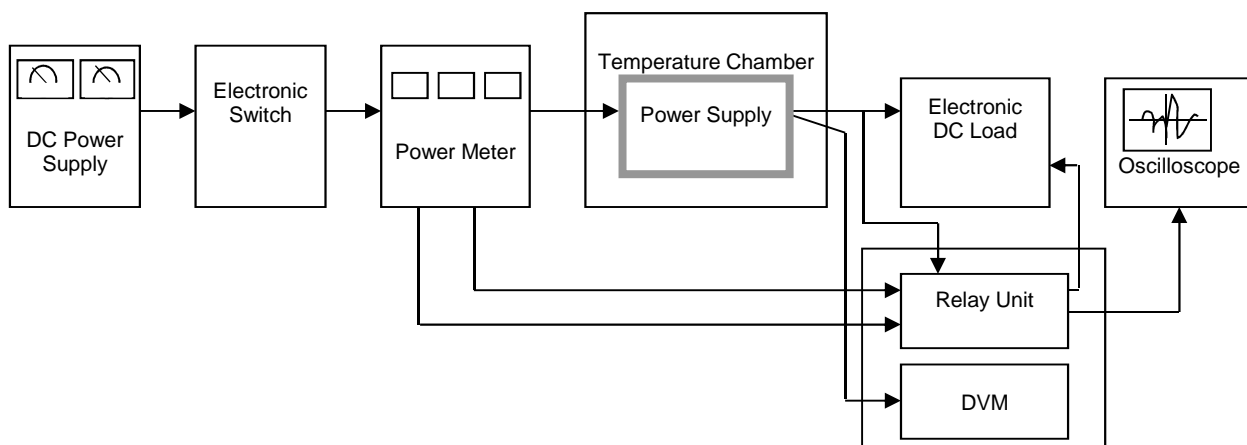 DC Power
Supply
Electronic
Switch
Power Meter
Temperature Chamber
Power Supply
Electronic
DC Load
Oscilloscope
Relay Unit
DVM